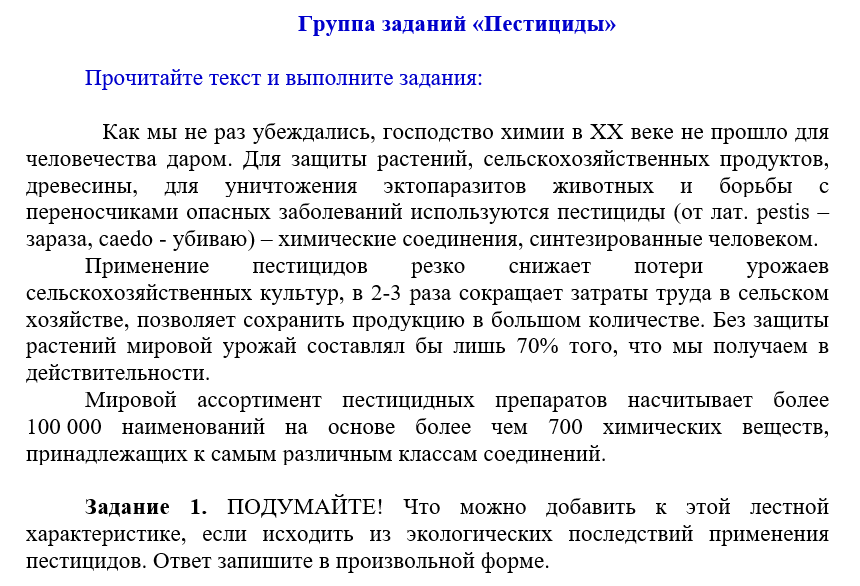 Группа заданий «Пестициды»
Прочитайте текст и выполните задания:
Как мы не раз убеждались, господство химии в XX веке не прошло для
человечества даром. Для защиты растений, сельскохозяйственных продуктов,
древесины, для уничтожения эктопаразитов животных и борьбы с
переносчиками опасных заболеваний используются пестициды (от лат. pestis –
зараза, caedo - убиваю) – химические соединения, синтезированные человеком.
Применение пестицидов резко снижает потери урожаев
сельскохозяйственных культур, в 2-3 раза сокращает затраты труда в сельском
хозяйстве, позволяет сохранить продукцию в большом количестве. Без защиты
растений мировой урожай составлял бы лишь 70% того, что мы получаем в
действительности.
Мировой ассортимент пестицидных препаратов насчитывает более
100 000 наименований на основе более чем 700 химических веществ,
принадлежащих к самым различным классам соединений.
Задание 1. ПОДУМАЙТЕ! Что можно добавить к этой лестной
характеристике, если исходить из экологических последствий применения
пестицидов. Ответ запишите в произвольной форме.